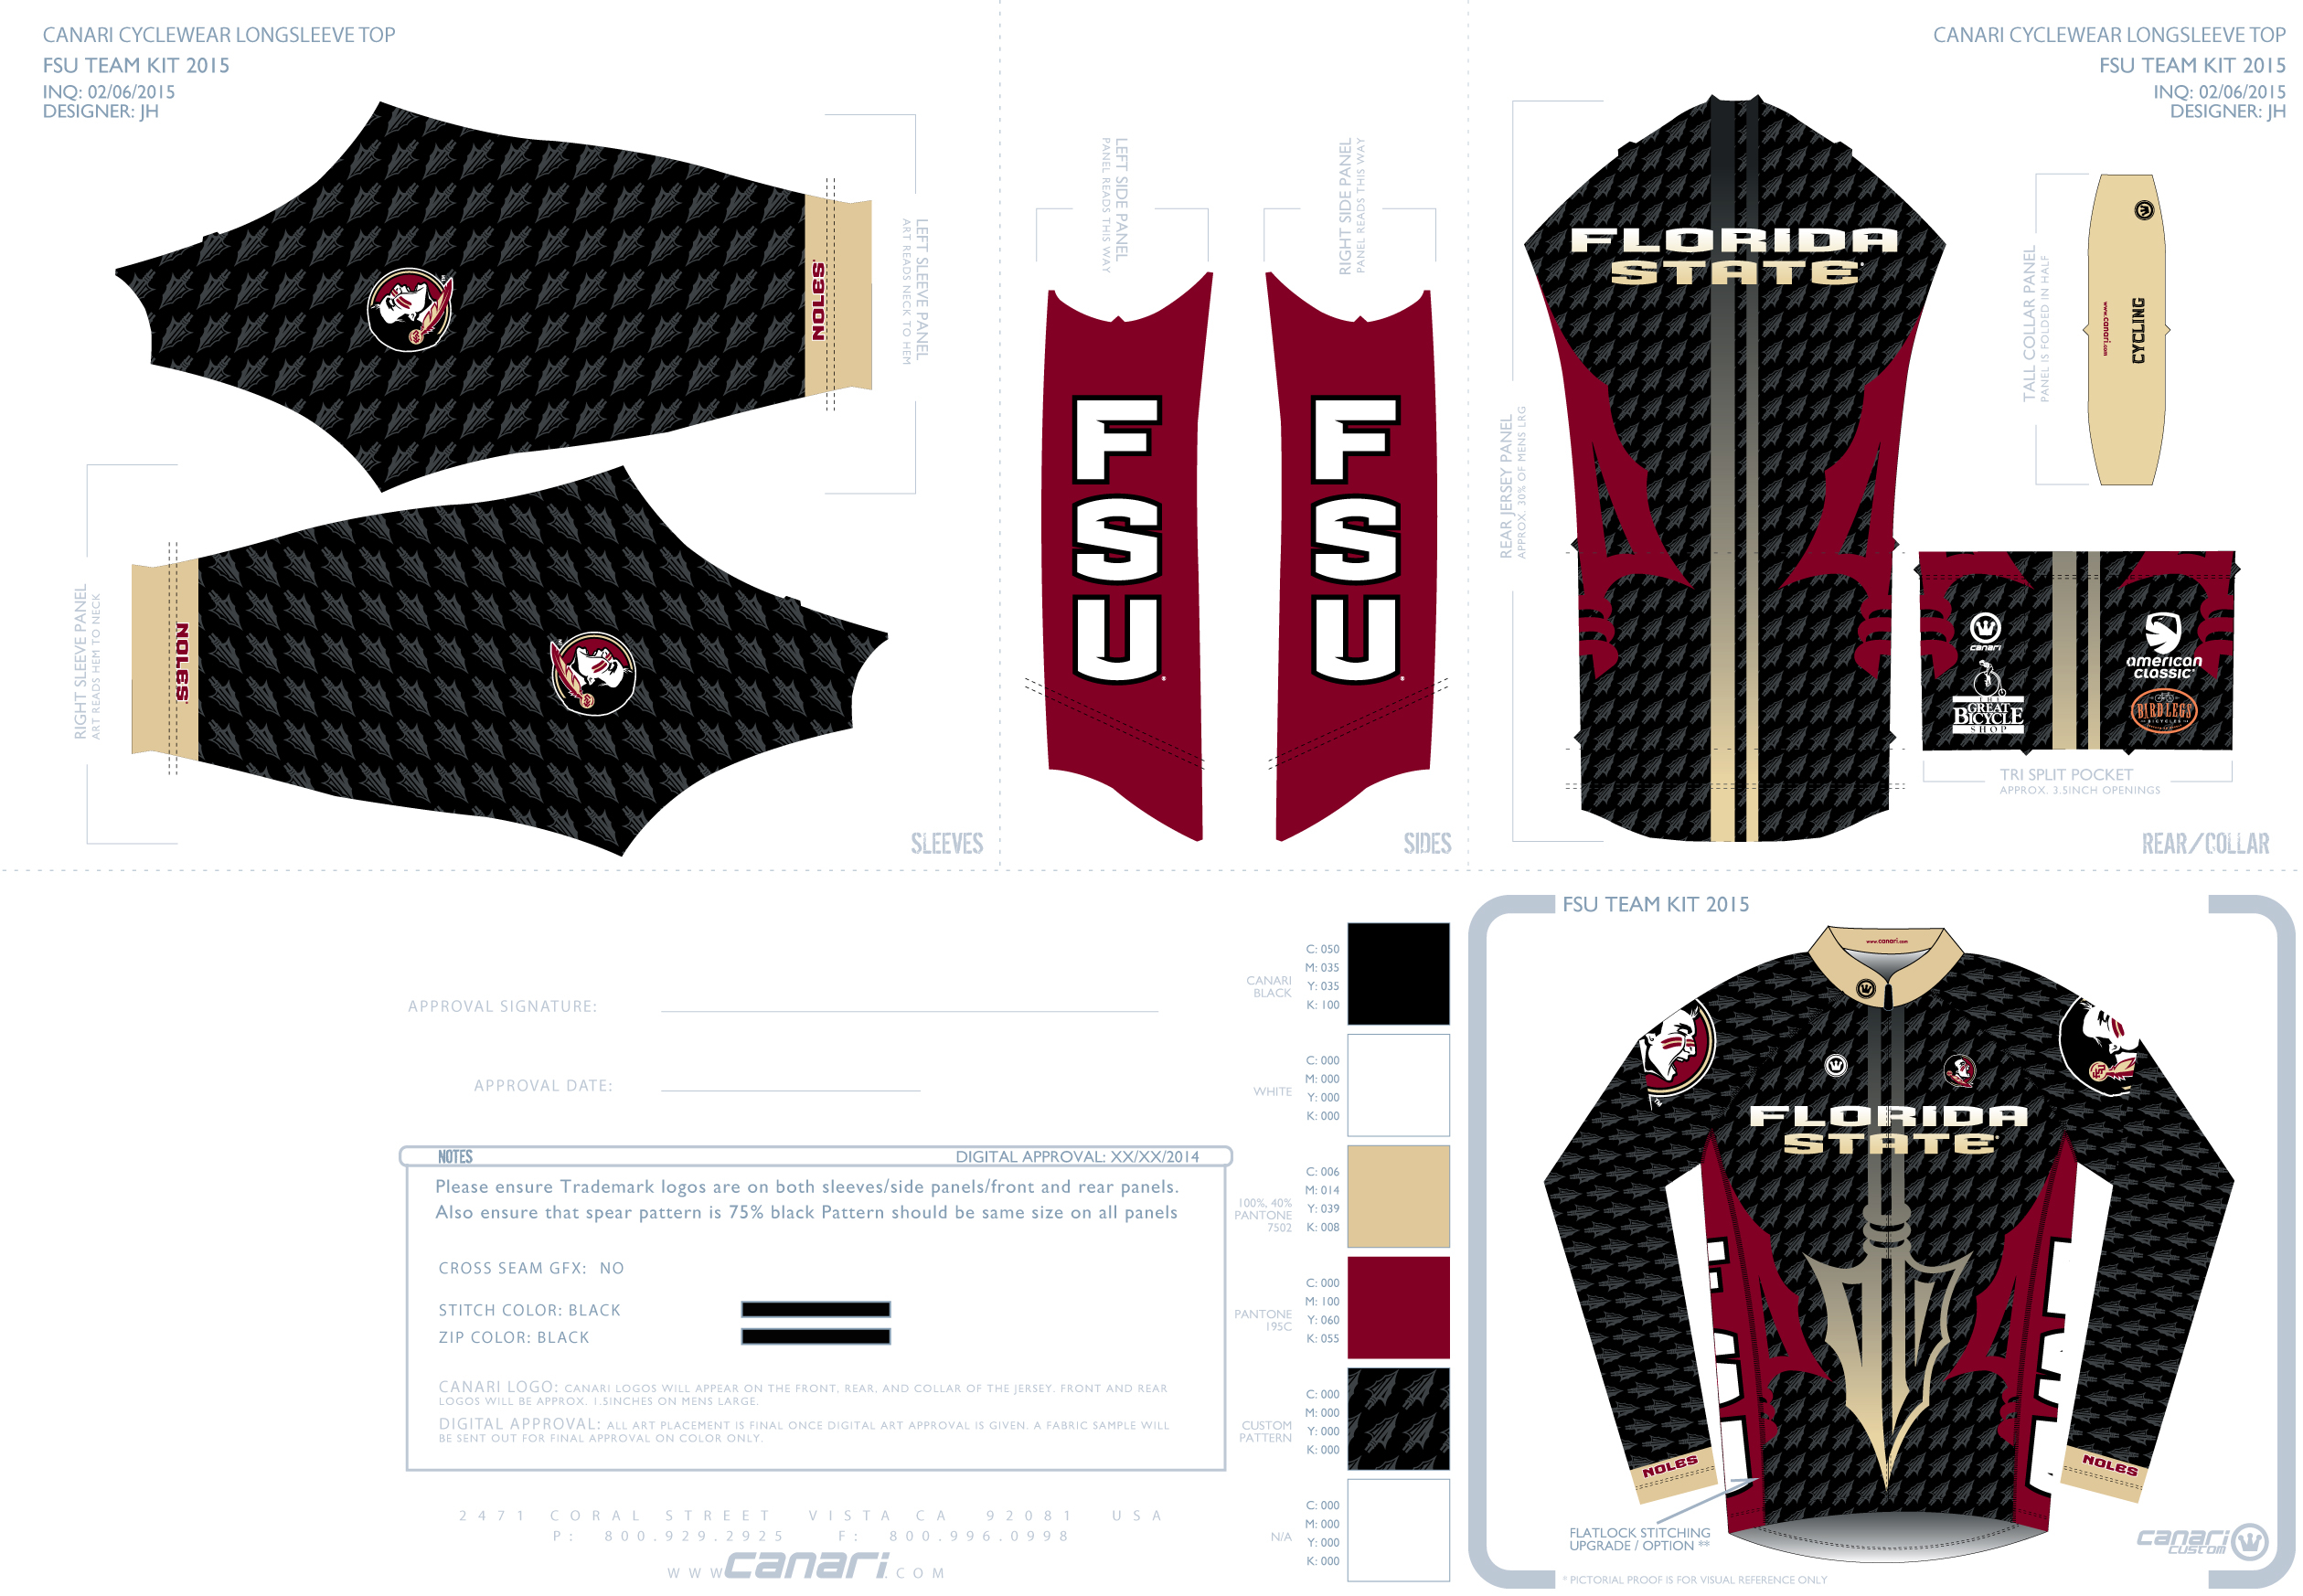 CANARI CYCLEWEAR LONGSLEEVE TOP
FSU TEAM KIT 2015
INQ: 02/06/2015
DESIGNER: JH
LEFT SLEEVE PANEL
ART READS NECK TO HEM
NOLES
TM
RIGHT SLEEVE PANEL
ART READS HEM TO NECK
NOLES
TM
SLEEVES
LEFT SIDE PANEL
PANEL READS THIS WAY
RIGHT SIDE PANEL
PANEL READS THIS WAY
FSU®
FSU®
SIDES
CANARI CYCLEWEAR LONGSLEEVE TOP
FSU TEAM KIT 2015
INQ: 02/06/2015
DESIGNER: JH
REAR JERSEY PANEL
APPROX. 30% OF MENS LRG
FLORIDA
STATE
TALL COLLAR PANEL
PANEL IS FOLDED IN HALF
www.canari.com
CYCLING
canari
THE
GREAT
BICYCLE
SHOP
american
classic
BIRD LEGS
BICYCLES
TRI SPLIT POCKET
APPROX. 3.5INCH OPENINGS
REAR/COLLAR
APPROVAL SIGNATURE:
APPROVAL DATE:
NOTES
DIGITAL APPROVAL: XX/XX/2014
Please ensure Trademark logos are on both sleeves/side panels/front and rear panels.
Also ensure that spear pattern is 75% black Pattern should be same size on all panels
CROSS SEAM GFX: NO
STITCH COLOR: BLACK
ZIP COLOR: BLACK
CANARI LOGO: CANARI LOGOS WILL APPEAR ON THE FRONT, REAR, AND COLLAR OF THE JERSEY. FRONT AND REAR
LOGOS WILL BE APPROX. 1.5INCHES ON MENS LARGE.
DIGITAL APPROVAL: ALL ART PLACEMENT IS FINAL ONCE DIGITAL ART APPROVAL IS GIVEN. A FABRIC SAMPLE WILL
BE SENT OUT FOR FINAL APPROVAL ON COLOR ONLY.
2471 CORAL STREET VISTA CA 92081 USA
P: 800.929.2925 F: 800.996.0998
WWW.canari.COM
CANARI
BLACK
C: 050
M: 035
Y: 035
K: 100
WHITE
C: 000
M: 000
Y: 000
K: 000
100%, 40%
PANTONE
7502
C: 006
M: 014
Y: 039
K: 008
PANTONE
195C
C: 000
M: 100
Y: 060
K: 055
CUSTOM
PATTERN
C: 000
M: 000
Y: 000
K: 000
N/A
C: 000
M: 000
Y: 000
K: 000
FSU TEAM KIT 2015
www.canari.com
TM
FLORIDA
STATE
NOLES
NOLES
FLATLOCK STITCHING
UPGRADE / OPTION **
canari
CUSTOM
* PICTORIAL PROOF IS FOR VISUAL REFERENCE ONLY